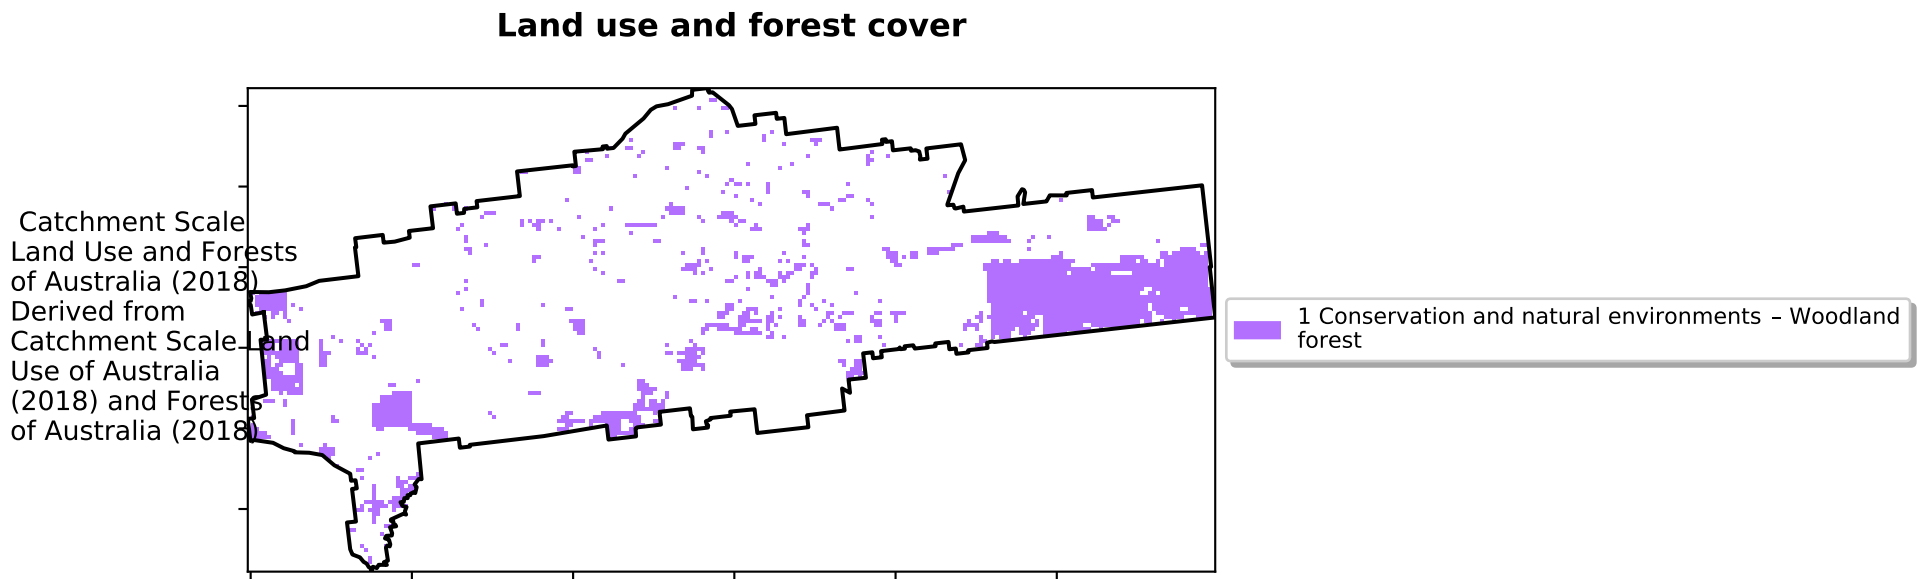 Land use and forest cover
Catchment Scale
Land Use and Forests
of Australia (2018)
Derived from
Catchment Scale Land
Use of Australia
(2018) and Forests
of Australia (2018)
1 Conservation and natural environments – Woodland
forest